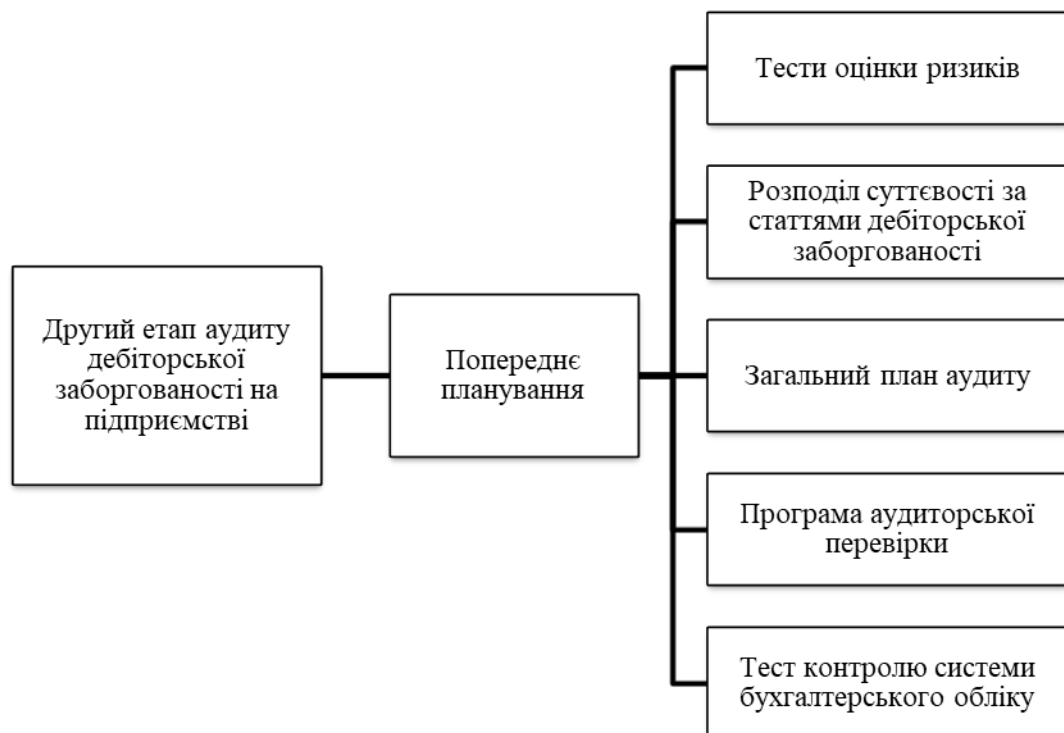 Другий етап аудиту
дебіторської
заборгованості на
підприємстві
Попереднє
планування
Тести оцінки ризиків
Розподіл суттєвості за
статтями дебіторської
заборгованості
Загальний план аудиту
Програма аудиторської
перевірки
Тест контролю системи
бухгалтерського обліку